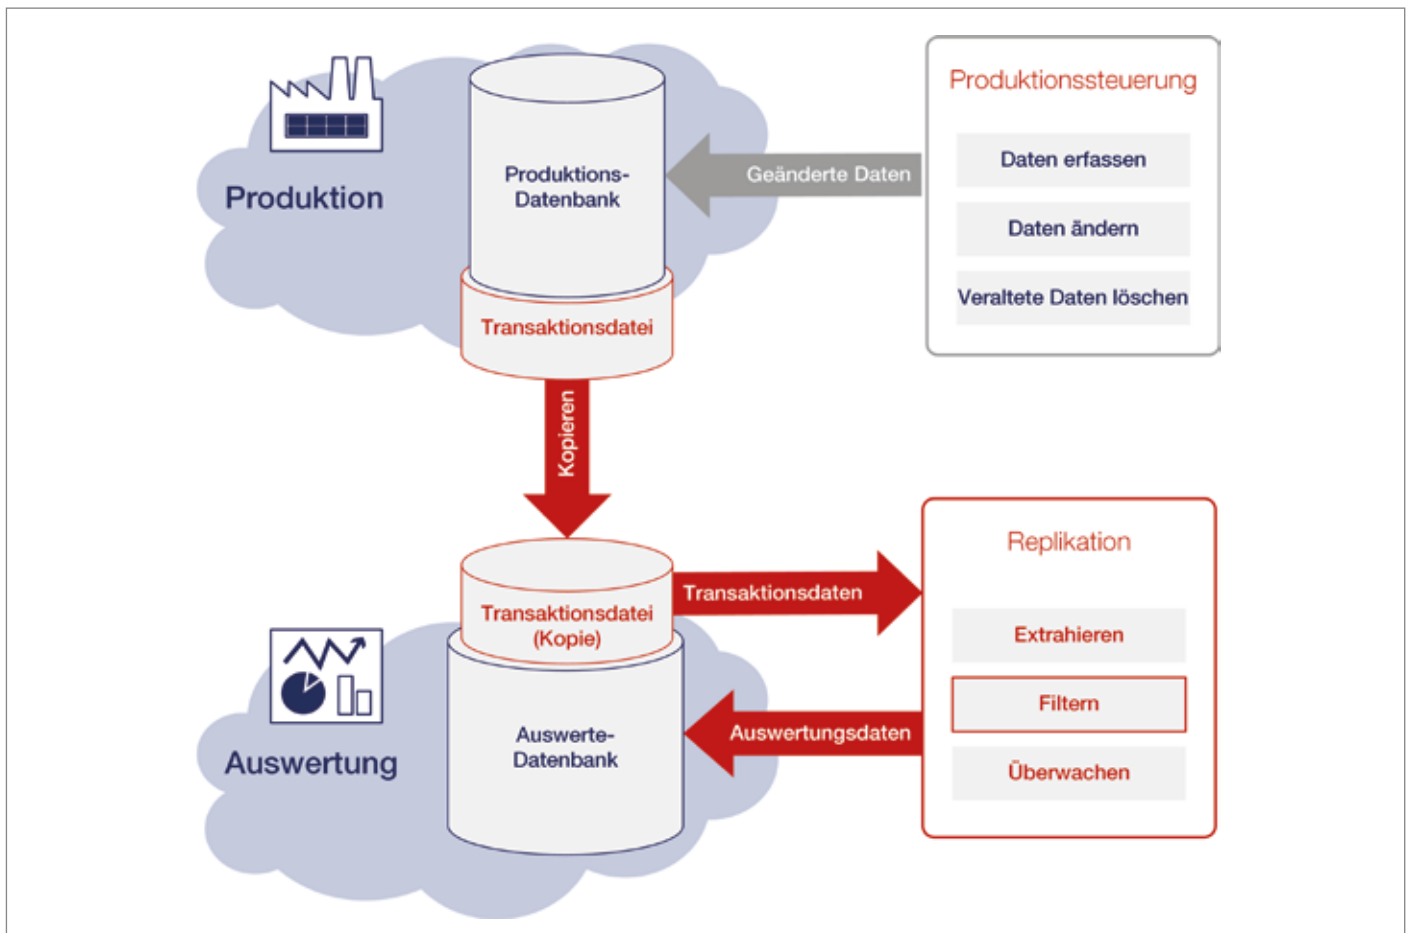 Produktion
Produktions-
Datenbank
Transaktionsdatei
Geänderte Daten
Produktionssteuerung
Daten erfassen
Daten ändern
Veraltete Daten löschen
Kopieren
Transaktionsdatei
(Kopie)
Transaktionsdaten
Replikation
Extrahieren
Filtern
Überwachen
Auswertungsdaten
Auswertung
Auswerte-
Datenbank